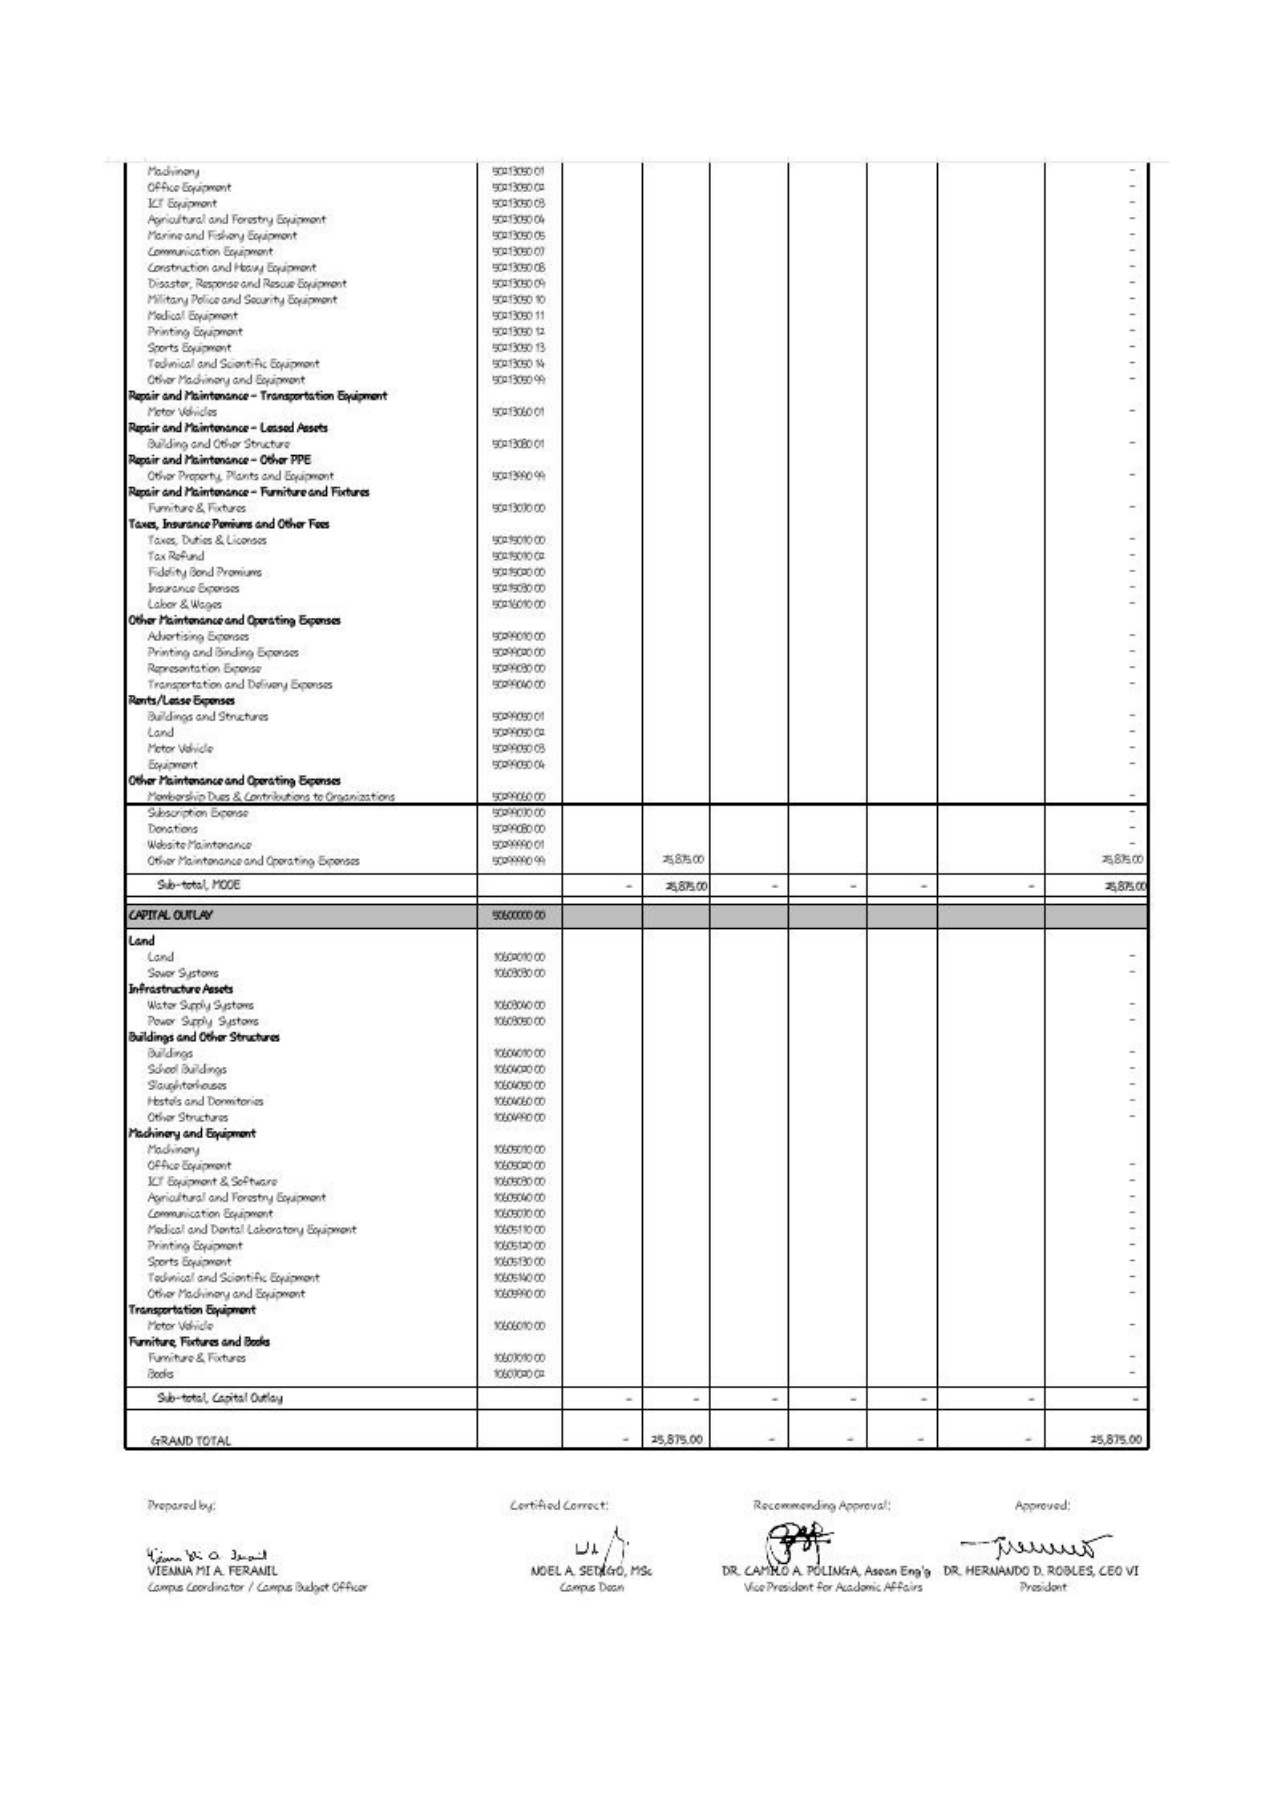 Machinery 50213050 01 -
Office Equipment 50213050 02 -
ICT Equipment 50213050 03 -
Agricultural and Forestry Equipment 50213050 04 -
Marine and Fishery Equipment 50213050 05 -
Communication Equipment 50213050 07 -
Construction and Heavy Equipment 50213050 08 -
Disaster, Response and Rescue Equipment 50213050 09 -
Military Police and Security Equipment 50213050 10 -
Medical Equipment 50213050 11 -
Printing Equipment 50213050 12 -
Sports Equipment 50213050 13 -
Technical and Scientific Equipment 50213050 14 -
Other Machinery and Equipment 50213050 99 -
Repair and Maintenance - Transportation Equipment
Motor Vehicles 50213060 01 -
Repair and Maintenance - Leased Assets
Building and Other Structure 50213080 01 -
Repair and Maintenance - Other PPE
Other Property, Plants and Equipment 50213990 99 -
Repair and Maintenance - Furniture and Fixtures
Furniture & Fixtures 50213070 00 -
Taxes, Insurance Pemiums and Other Fees
Taxes, Duties & Licenses 50215010 00 -
Tax Refund 50215010 02 -
Fidelity Bond Premiums 50215020 00 -
Insurance Expenses 50215030 00 -
Labor & Wages 50216010 00 -
Other Maintenance and Operating Expenses
Advertising Expenses 50299010 00 -
Printing and Binding Expenses 50299020 00 -
Representation Expense 50299030 00 -
Transportation and Delivery Expenses 50299040 00 -
Rents/Lease Expenses
Buildings and Structures 50299050 01 -
Land 50299050 02 -
Motor Vehicle 50299050 03 -
Equipment 50299050 04 -
Other Maintenance and Operating Expenses
Membership Dues & Contributions to Organizations 50299060 00 -
Subscription Expense 50299070 00 -
Donations 50299080 00 -
Website Maintenance 50299990 01 -
Other Maintenance and Operating Expenses 50299990 99 25,875.00 25,875.00
Sub-total, MOOE - 25,875.00 - - - - 25,875.00
CAPITAL OUTLAY 50600000 00
Land
Land 10602010 00 -
Sewer Systems 10603030 00 -
Infrastructure Assets
Water Supply Systems 10603040 00 -
Power Supply Systems 10603050 00 -
Buildings and Other Structures
Buildings 10604010 00 -
School Buildings 10604020 00 -
Slaughterhouses 10604050 00 -
Hostels and Dormitories 10604060 00 -
Other Structures 10604990 00 -
Machinery and Equipment
Machinery 10605010 00
Office Equipment 10605020 00 -
ICT Equipment & Software 10605030 00 -
Agricultural and Forestry Equipment 10605040 00 -
Communication Equipment 10605070 00 -
Medical and Dental Laboratory Equipment 10605110 00 -
Printing Equipment 10605120 00 -
Sports Equipment 10605130 00 -
Technical and Scientific Equipment 10605140 00 -
Other Machinery and Equipment 10605990 00 -
Transportation Equipment
Motor Vehicle 10606010 00 -
Furniture, Fixtures and Books
Furniture & Fixtures 10607010 00 -
Books 10607020 02 -
Sub-total, Capital Outlay - - - - - - -
GRAND TOTAL - 25,875.00 - - - - 25,875.00
Prepared by: Certified Correct: Recommending Approval: Approved:
VIENNA MI A. FERANIL NOEL A. SEDIGO, MSc DR. CAMILO A. POLINGA, Asean Eng'g DR. HERNANDO D. ROBLES, CEO VI
Campus Coordinator / Campus Budget Officer Campus Dean Vice President for Academic Affairs President